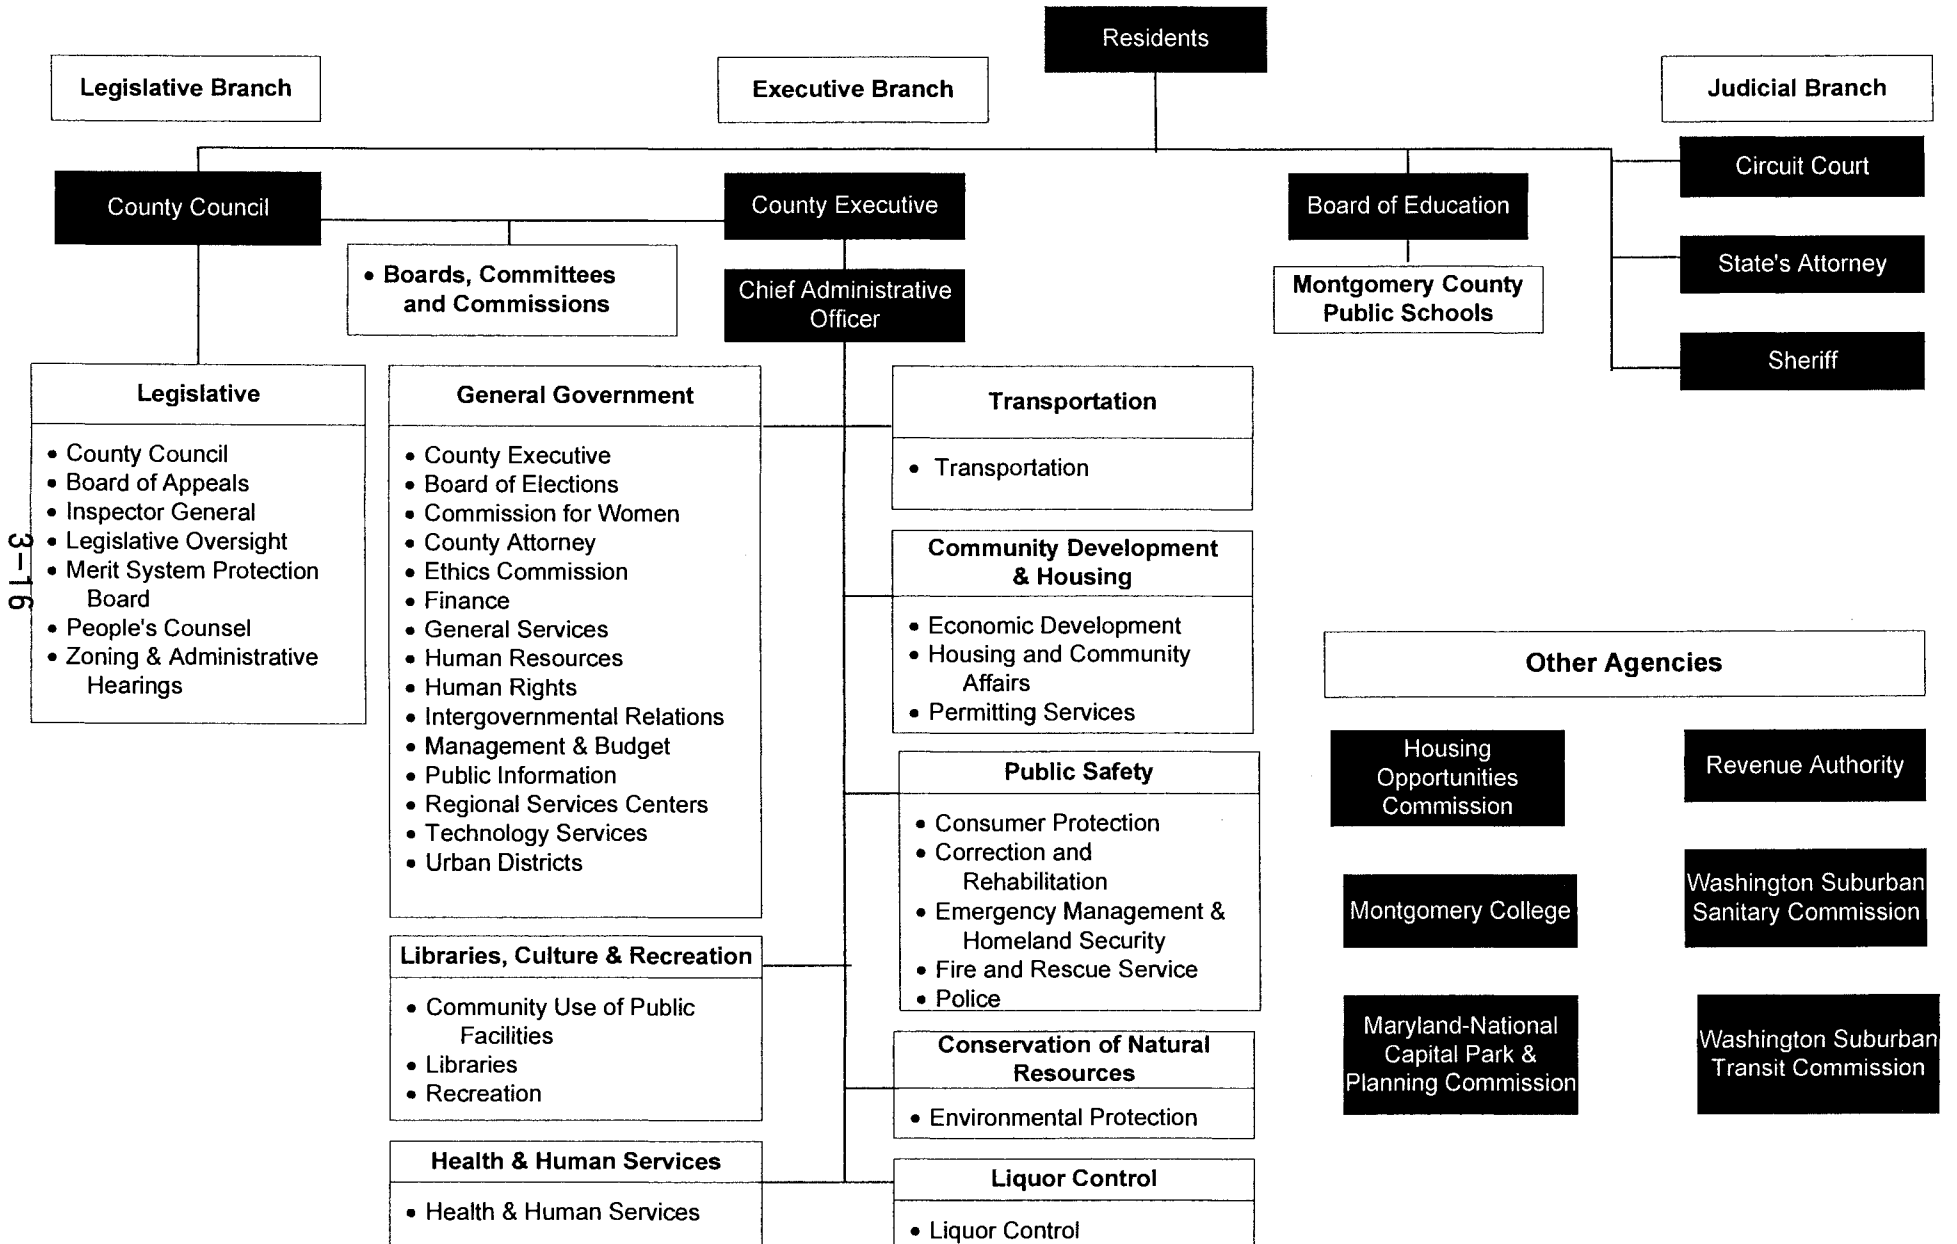 Residents
Legislative Branch
Executive Branch
Judicial Branch
County Council
County Executive
Board of Education
Circuit Court
State's Attorney
Sheriff
• Boards, Committees
and Commissions
Chief Administrative
Officer
Montgomery County
Public Schools
Legislative
• County Council
• Board of Appeals
• Inspector General
• Legislative Oversight
• Merit System Protection
Board
• People's Counsel
• Zoning & Administrative
Hearings
3-16
General Government
• County Executive
• Board of Elections
• Commission for Women
• County Attorney
• Ethics Commission
• Finance
• General Services
• Human Resources
• Human Rights
• Intergovernmental Relations
• Management & Budget
• Public Information
• Regional Services Centers
• Technology Services
• Urban Districts
Libraries, Culture & Recreation
• Community Use of Public
Facilities
• Libraries
• Recreation
Health & Human Services
• Health & Human Services
Transportation
• Transportation
Community Development
& Housing
• Economic Development
• Housing and Community
Affairs
• Permitting Services
Public Safety
• Consumer Protection
• Correction and
Rehabilitation
• Emergency Management &
Homeland Security
• Fire and Rescue Service
• Police
Conservation of Natural
Resources
• Environmental Protection
Liquor Control
• Liquor Control
Other Agencies
Housing
Opportunities
Commission
Revenue Authority
Montgomery College
Washington Suburban
Sanitary Commission
Maryland-National
Capital Park &
Planning Commission
Washington Suburban
Transit Commission